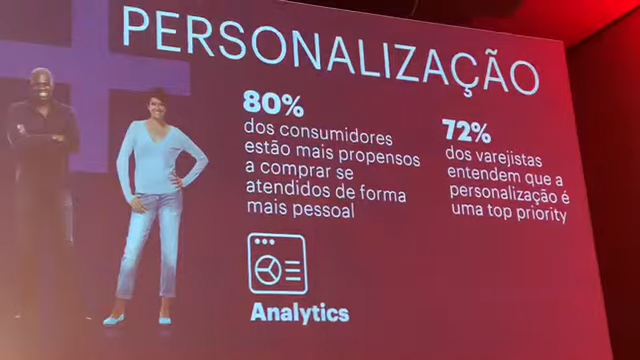 PERSONALIZAÇÃO
80%
dos consumidores
estão mais propensos
a comprar se
atendidos de forma
mais pessoal
72%
dos varejistas
entendem que a
personalização é
uma top priority
Analytics